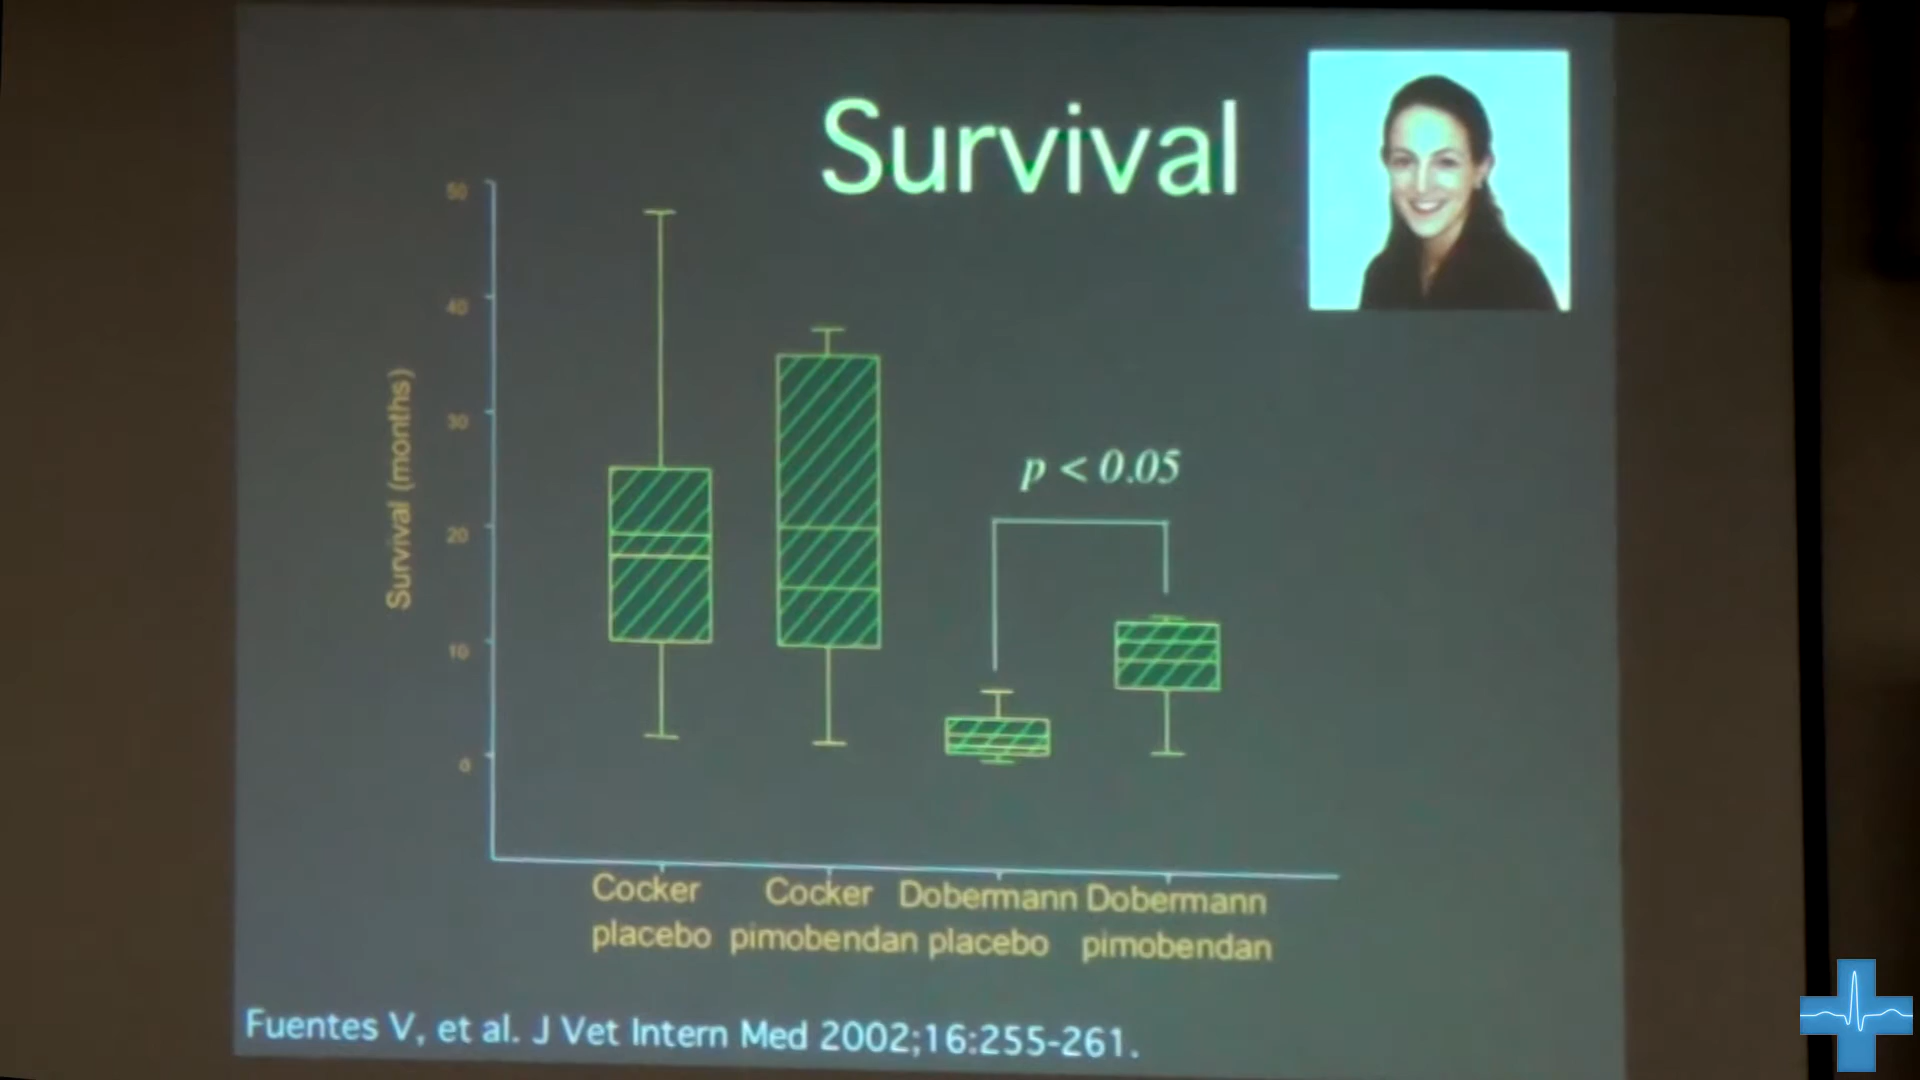 Survival
50
40
30
20
10
0
Survival (months)
p < 0.05
Cocker placebo
Cocker pimobendan
Dobermann placebo
Dobermann pimobendan
Fuentes V, et al. J Vet Intern Med 2002;16:255-261.